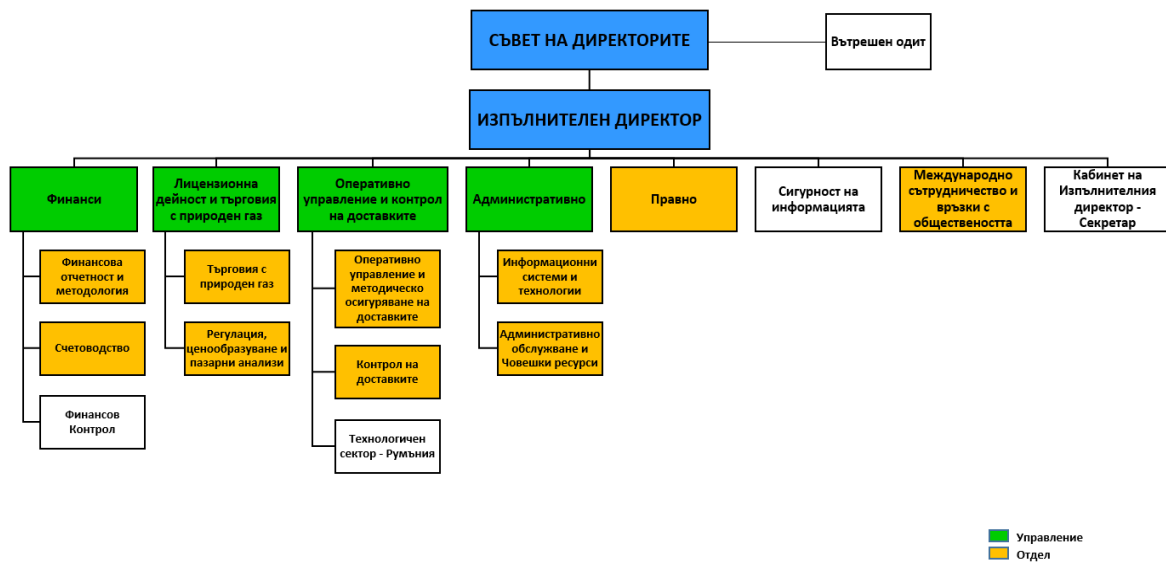 СЪВЕТ НА ДИРЕКТОРИТЕ
Вътрешен одит
ИЗПЪЛНИТЕЛЕН ДИРЕКТОР
Финанси
Лицензионна
дейност и търговия
с природен газ
Оперативно
управление и контрол
на доставките
Административно
Правно
Сигурност на
информацията
Международно
сътрудничество и
връзки с
обществеността
Кабинет на
Изпълнителния
директор -
Секретар
Финансова
отчетност и
методология
Търговия с
природен газ
Оперативно
управление и
методическо
осигуряване на
доставките
Информационни
системи и
технологии
Счетоводство
Регулация,
ценообразуване и
пазарни анализи
Контрол на
доставките
Административно
обслужване и
Човешки ресурси
Финансов
Контрол
Технологичен
сектор - Румъния
Управление
Отдел